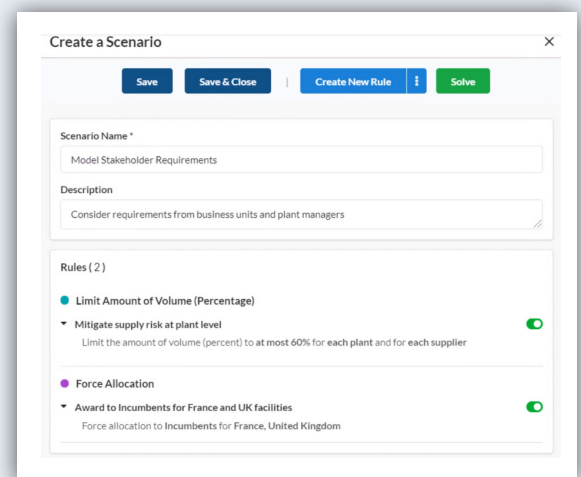 Create a Scenario
Save Save & Close | Create New Rule Solve
Scenario Name *
Model Stakeholder Requirements
Description
Consider requirements from business units and plant managers
Rules ( 2 )
Limit Amount of Volume (Percentage)
Mitigate supply risk at plant level
Limit the amount of volume (percent) to at most 60% for each plant and for each supplier
Force Allocation
Award to Incumbents for France and UK facilities
Force allocation to Incumbents for France, United Kingdom